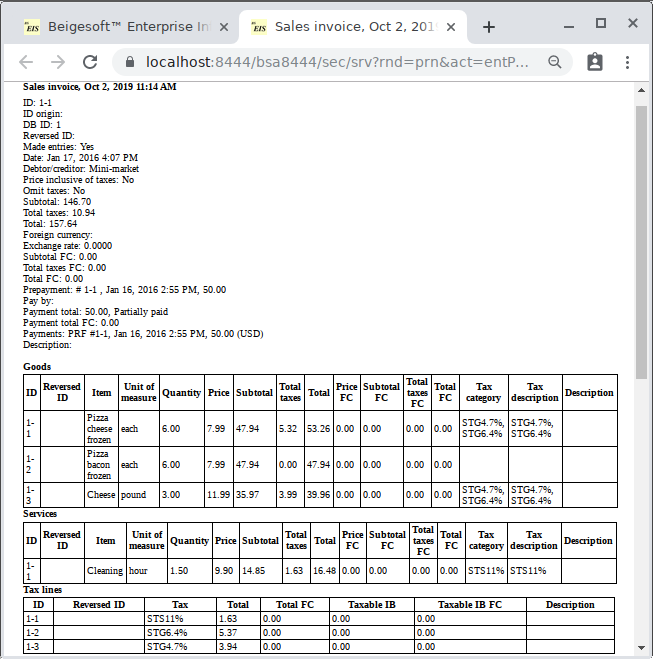 EIS Beigesoft™ Enterprise In
EIS Sales invoice, Oct 2, 201
localhost:8444/bsa8444/sec/srv?rnd=prn&act=entP...
Sales invoice, Oct 2, 2019 11:14 AM
ID: 1-1
ID origin:
DB ID: 1
Reversed ID:
Made entries: Yes
Date: Jan 17, 2016 4:07 PM
Debtor/creditor: Mini-market
Price inclusive of taxes: No
Omit taxes: No
Subtotal: 146.70
Total taxes: 10.94
Total: 157.64
Foreign currency:
Exchange rate: 0.0000
Subtotal FC: 0.00
Total taxes FC: 0.00
Total FC: 0.00
Prepayment: # 1-1 , Jan 16, 2016 2:55 PM, 50.00
Pay by:
Payment total: 50.00, Partially paid
Payment total FC: 0.00
Payments: PRF #1-1, Jan 16, 2016 2:55 PM, 50.00 (USD)
Description:
Goods
ID Reversed ID Item Unit of measure Quantity Price Subtotal Total taxes Total Price FC Subtotal FC Total taxes FC Total FC Tax category Tax description Description
1-1 Pizza cheese frozen each 6.00 7.99 47.94 5.32 53.26 0.00 0.00 0.00 0.00 STG4.7%, STG6.4% STG4.7%, STG6.4%
1-2 Pizza bacon frozen each 6.00 7.99 47.94 0.00 47.94 0.00 0.00 0.00 0.00
1-3 Cheese pound 3.00 11.99 35.97 3.99 39.96 0.00 0.00 0.00 0.00 STG4.7%, STG6.4% STG4.7%, STG6.4%
Services
ID Reversed ID Item Unit of measure Quantity Price Subtotal Total taxes Total Price FC Subtotal FC Total taxes FC Total FC Tax category Tax description Description
1-1 Cleaning hour 1.50 9.90 14.85 1.63 16.48 0.00 0.00 0.00 0.00 STS11% STS11%
Tax lines
ID Reversed ID Tax Total Total FC Taxable IB Taxable IB FC Description
1-1 STS11% 1.63 0.00 0.00 0.00
1-2 STG6.4% 5.37 0.00 0.00 0.00
1-3 STG4.7% 3.94 0.00 0.00 0.00